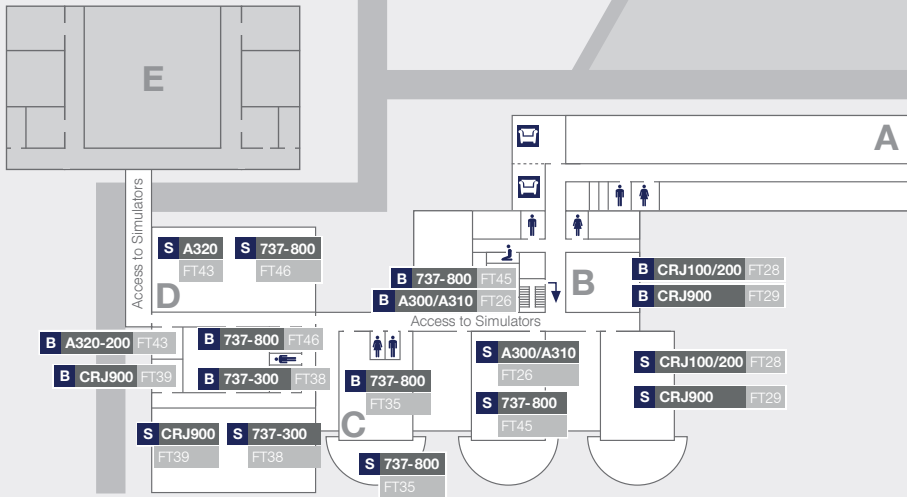 E
A
Access to Simulators
S A320
FT43
S 737-800
FT46
D
B 737-800 FT45
B A300/A310 FT26
B
B CRJ100/200 FT28
B CRJ900 FT29
Access to Simulators
B A320-200 FT43
B 737-800 FT46
B CRJ900 FT39
B 737-300 FT38
B 737-800
FT35
S A300/A310
FT26
S CRJ100/200 FT28
S CRJ900 FT29
S 737-800
FT45
C
S CRJ900
FT39
S 737-300
FT38
S 737-800
FT35